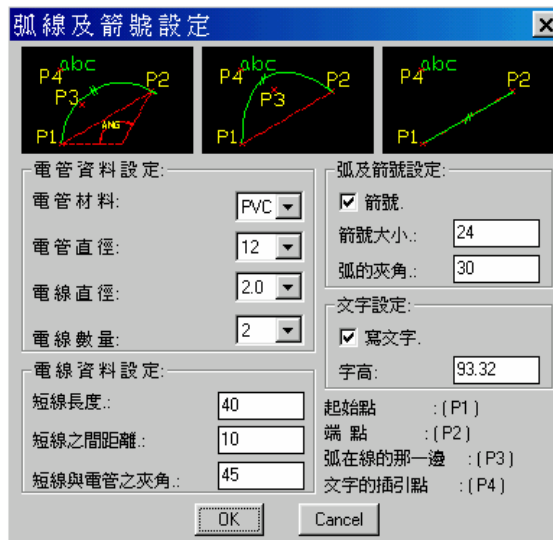 弧線及箭號設定
abc
P4
P3
P2
ANG
P1
abc
P4
P3
P2
P1
abc
P4
P2
P1
電管資料設定:
電管材料:
PVC
電管直徑:
12
電線直徑:
2.0
電線數量:
2
電線資料設定:
短線長度.:
40
短線之間距離.:
10
短線與電管之夾角.:
45
弧及箭號設定:
箭號.
箭號大小.:
24
弧的夾角.:
30
文字設定:
寫文字.
字高:
93.32
起始點 :(P1)
端 點 :(P2)
弧在線的那一邊 :(P3)
文字的插引點 :(P4)
OK
Cancel